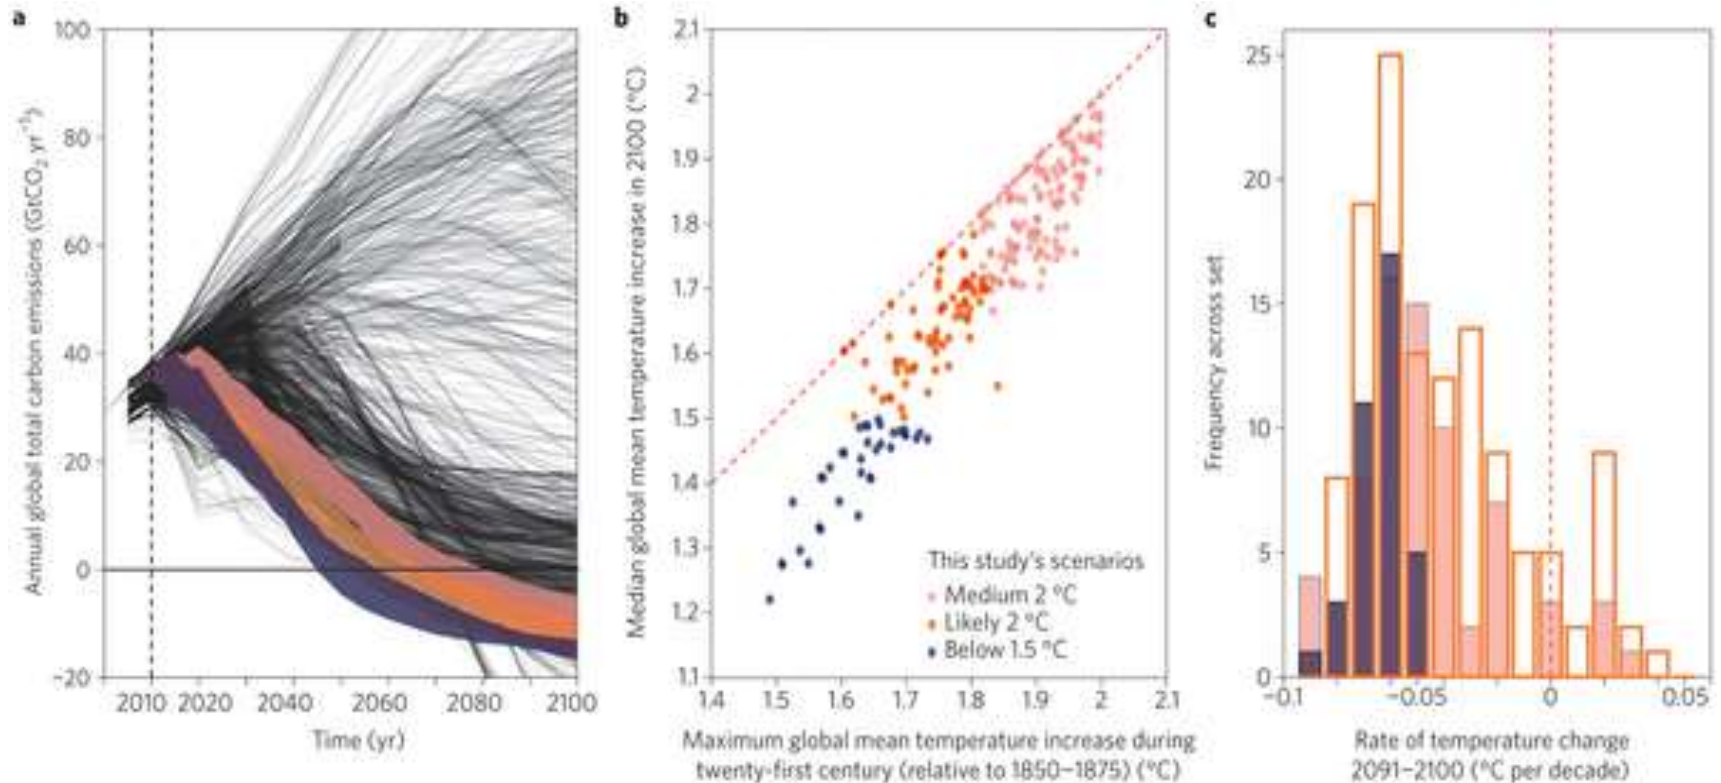 a
Annual global total carbon emissions (GtCO₂ yr⁻¹)
100
80
60
40
20
0
−20
2010 2020 2040 2060 2080 2100
Time (yr)
b
Median global mean temperature increase in 2100 (°C)
2.1
2
1.9
1.8
1.7
1.6
1.5
1.4
1.3
1.2
1.1
This study's scenarios
Medium 2 °C
Likely 2 °C
Below 1.5 °C
1.4 1.5 1.6 1.7 1.8 1.9 2 2.1
Maximum global mean temperature increase during
twenty-first century (relative to 1850–1875) (°C)
c
Frequency across set
25
20
15
10
5
0
−0.1 −0.05 0 0.05
Rate of temperature change
2091–2100 (°C per decade)